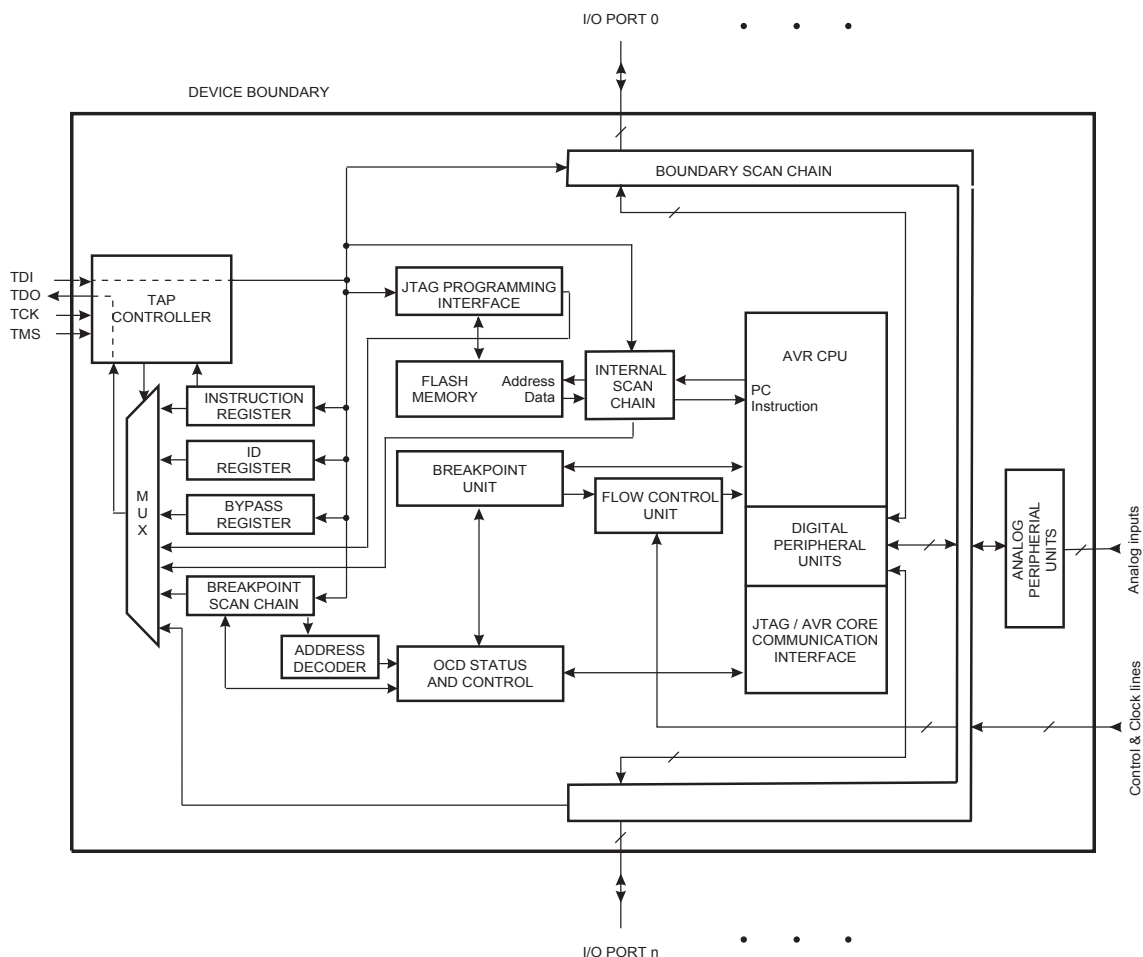 I/O PORT 0
DEVICE BOUNDARY
BOUNDARY SCAN CHAIN
TDI
TDO
TCK
TMS
TAP
CONTROLLER
JTAG PROGRAMMING
INTERFACE
AVR CPU
FLASH
MEMORY
Address
Data
INTERNAL
SCAN
CHAIN
PC
Instruction
INSTRUCTION
REGISTER
ID
REGISTER
BYPASS
REGISTER
M
U
X
BREAKPOINT
UNIT
FLOW CONTROL
UNIT
DIGITAL
PERIPHERAL
UNITS
ANALOG
PERIPHERIAL
UNITS
Analog inputs
BREAKPOINT
SCAN CHAIN
ADDRESS
DECODER
OCD STATUS
AND CONTROL
JTAG / AVR CORE
COMMUNICATION
INTERFACE
Control & Clock lines
I/O PORT n